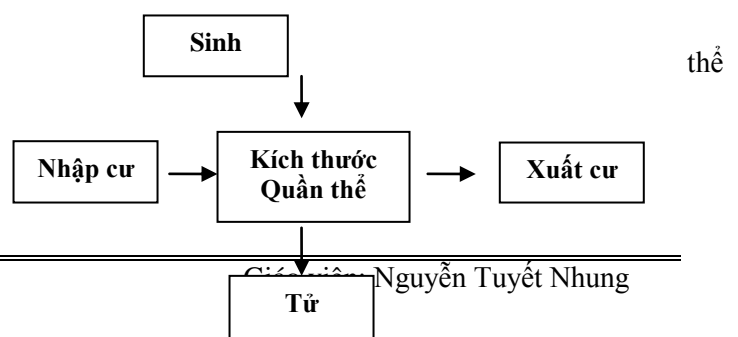 Sinh
thể
Nhập cư
Kích thước
Quần thể
Xuất cư
Nguyễn Tuyết Nhung
Tử